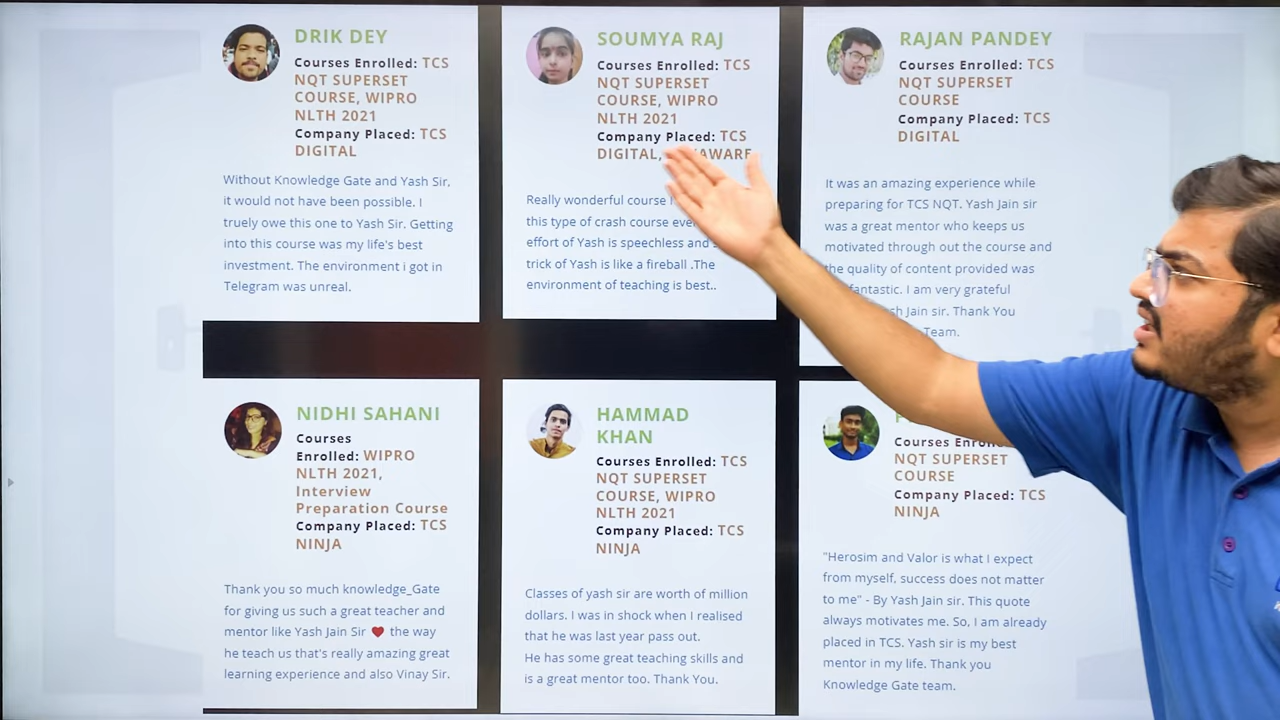 DRIK DEY
Courses Enrolled: TCS
NQT SUPERSET
COURSE, WIPRO
NLTH 2021
Company Placed: TCS
DIGITAL
Without Knowledge Gate and Yash Sir,
it would not have been possible. I
truely owe this one to Yash Sir. Getting
into this course was my life's best
investment. The environment i got in
Telegram was unreal.
SOUMYA RAJ
Courses Enrolled: TCS
NQT SUPERSET
COURSE, WIPRO
NLTH 2021
Company Placed: TCS
DIGITAL,
Really wonderful course
this type of crash course
effort of Yash is speechless and
trick of Yash is like a fireball .The
environment of teaching is best..
RAJAN PANDEY
Courses Enrolled: TCS
NQT SUPERSET
COURSE
Company Placed: TCS
DIGITAL
It was an amazing experience while
preparing for TCS NQT. Yash Jain sir
was a great mentor who keeps us
motivated through out the course and
the quality of content provided was
fantastic. I am very grateful
Jain sir. Thank You
Team.
NIDHI SAHANI
Courses
Enrolled: WIPRO
NLTH 2021,
Interview
Preparation Course
Company Placed: TCS
NINJA
Thank you so much knowledge_Gate
for giving us such a great teacher and
mentor like Yash Jain Sir ❤ the way
he teach us that's really amazing great
learning experience and also Vinay Sir.
HAMMAD
KHAN
Courses Enrolled: TCS
NQT SUPERSET
COURSE, WIPRO
NLTH 2021
Company Placed: TCS
NINJA
Classes of yash sir are worth of million
dollars. I was in shock when I realised
that he was last year pass out.
He has some great teaching skills and
is a great mentor too. Thank You.
Courses
NQT SUPERSET
COURSE
Company Placed: TCS
NINJA
"Herosim and Valor is what I expect
from myself, success does not matter
to me" - By Yash Jain sir. This quote
always motivates me. So, I am already
placed in TCS. Yash sir is my best
mentor in my life. Thank you
Knowledge Gate team.